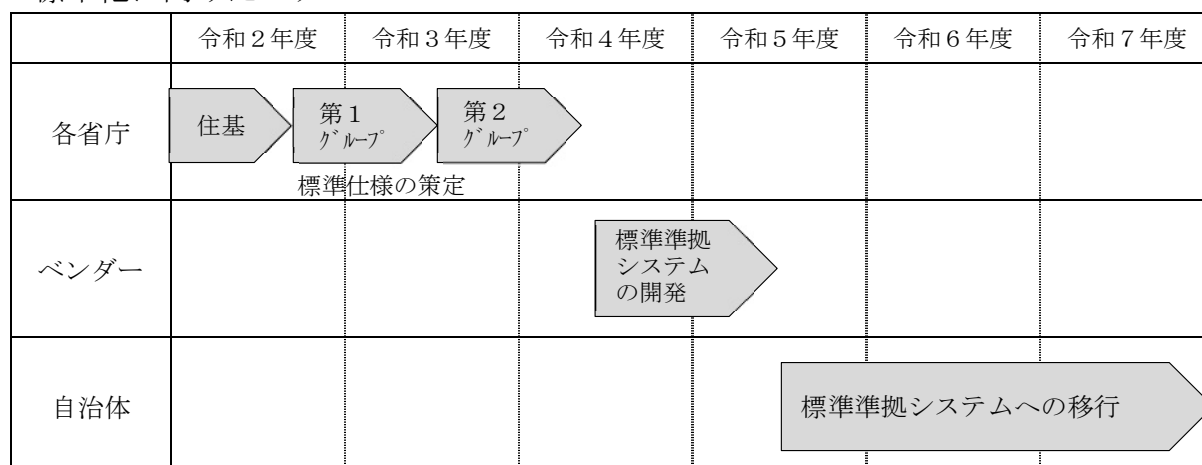 令和２年度 令和３年度 令和４年度 令和５年度 令和６年度 令和７年度
各省庁
住基
第１
ｸﾞﾙｰﾌﾟ
第２
ｸﾞﾙｰﾌﾟ
標準仕様の策定
ベンダー
標準準拠
システム
の開発
自治体
標準準拠システムへの移行